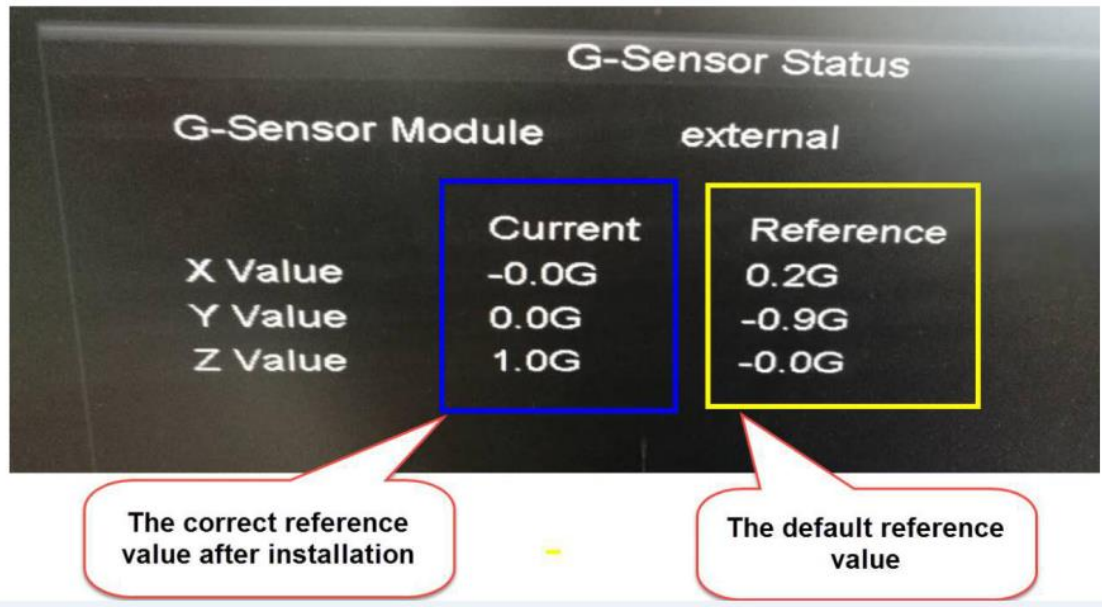 G-Sensor Status
G-Sensor Module external
Current Reference
X Value -0.0G 0.2G
Y Value 0.0G -0.9G
Z Value 1.0G -0.0G
The correct reference
value after installation
The default reference
value